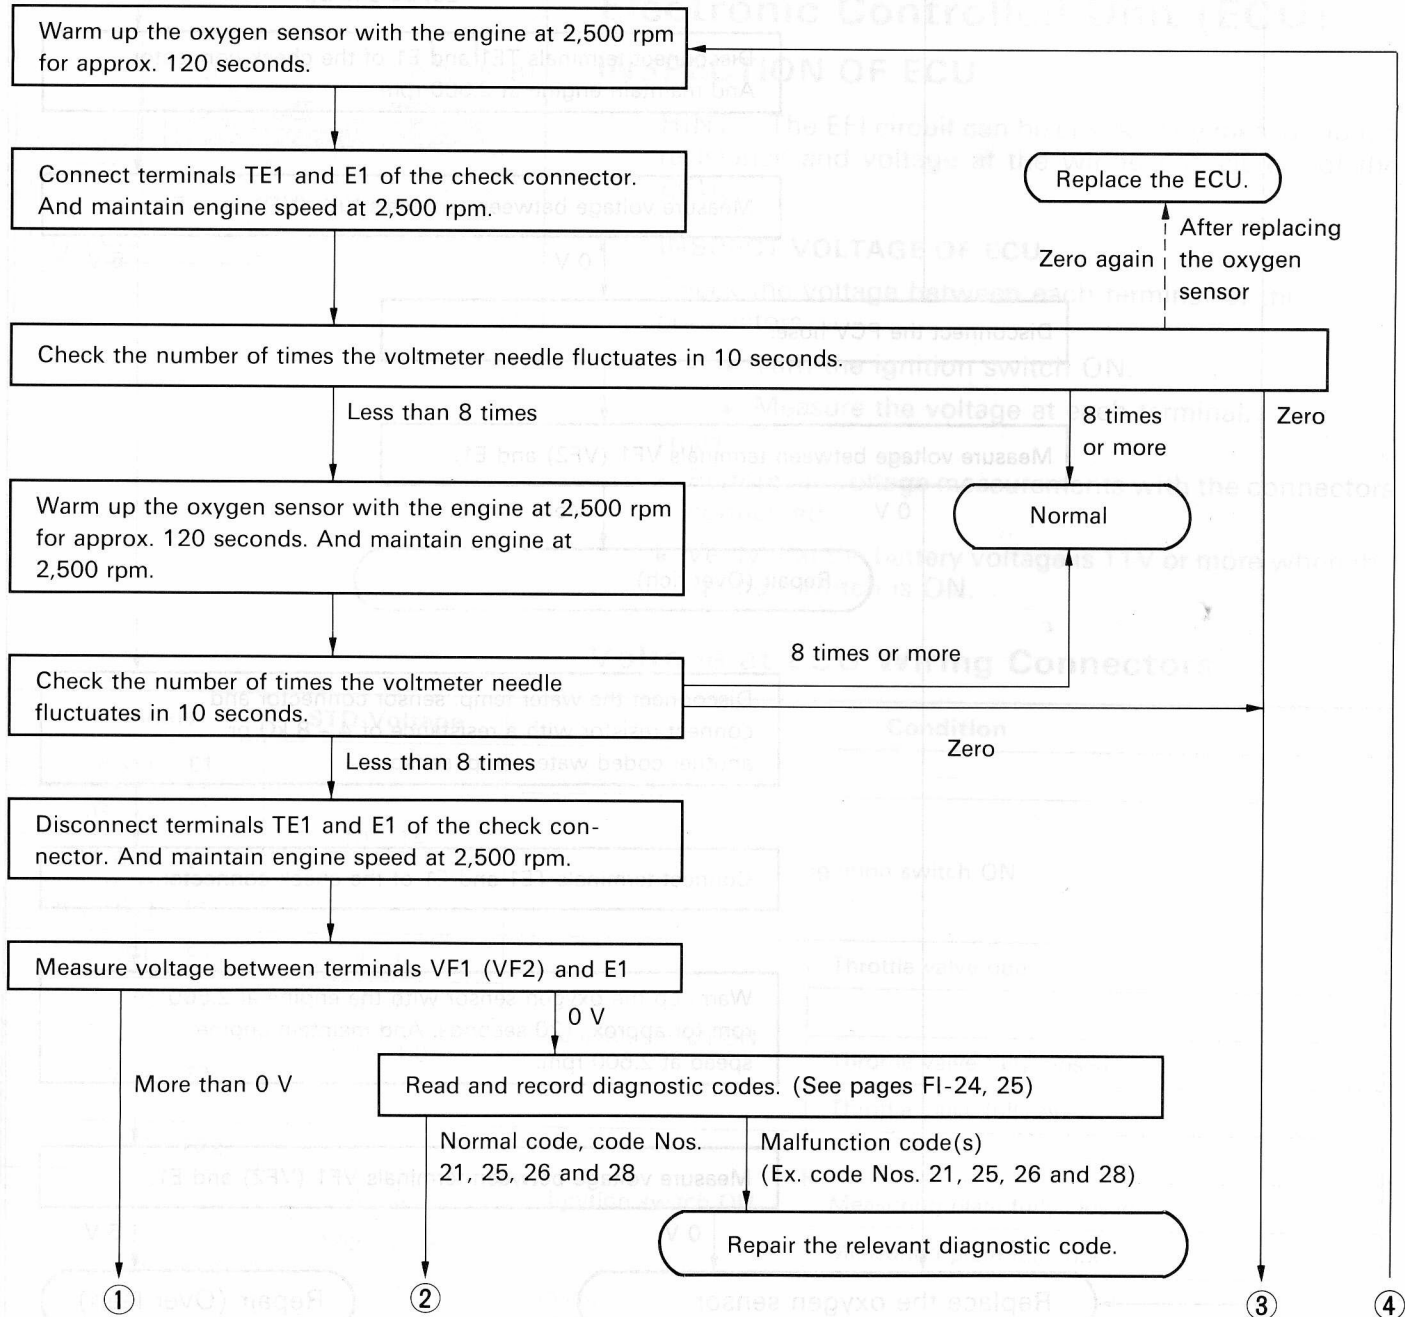 Warm up the oxygen sensor with the engine at 2,500 rpm
for approx. 120 seconds.
Connect terminals TE1 and E1 of the check connector.
And maintain engine speed at 2,500 rpm.
Replace the ECU.
Zero again
After replacing
the oxygen
sensor
Check the number of times the voltmeter needle fluctuates in 10 seconds.
Less than 8 times
8 times
or more
Zero
Warm up the oxygen sensor with the engine at 2,500 rpm
for approx. 120 seconds. And maintain engine at
2,500 rpm.
Normal
8 times or more
Check the number of times the voltmeter needle
fluctuates in 10 seconds.
Zero
Less than 8 times
Disconnect terminals TE1 and E1 of the check con-
nector. And maintain engine speed at 2,500 rpm.
Measure voltage between terminals VF1 (VF2) and E1
0 V
More than 0 V
Read and record diagnostic codes. (See pages FI-24, 25)
Normal code, code Nos.
21, 25, 26 and 28
Malfunction code(s)
(Ex. code Nos. 21, 25, 26 and 28)
Repair the relevant diagnostic code.
① ② ③ ④